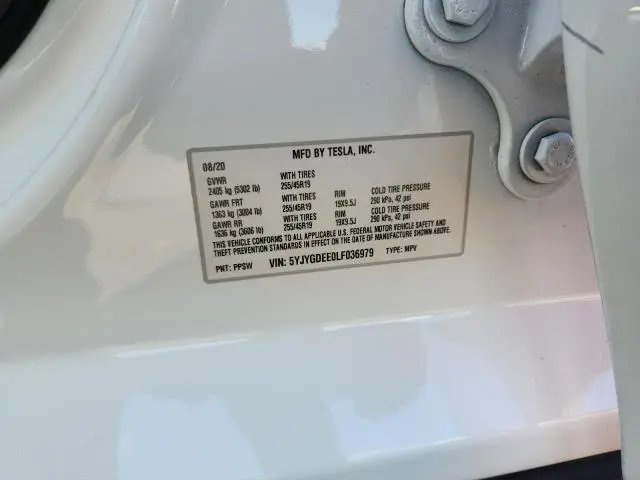 08/20 MFD BY TESLA, INC.
GVWR WITH TIRES
2405 kg (5302 lb) 255/45R19
GAWR FRT WITH TIRES RIM COLD TIRE PRESSURE
1363 kg (3004 lb) 255/45R19 19X9.5J 290 kPa, 42 psi
GAWR RR WITH TIRES RIM COLD TIRE PRESSURE
1636 kg (3606 lb) 255/45R19 19X9.5J 290 kPa, 42 psi
THIS VEHICLE CONFORMS TO ALL APPLICABLE U.S. FEDERAL MOTOR VEHICLE SAFETY AND
THEFT PREVENTION STANDARDS IN EFFECT ON THE DATE OF MANUFACTURE SHOWN ABOVE.
PNT: PPSW VIN: 5YJYGDEE0LF036979 TYPE: MPV